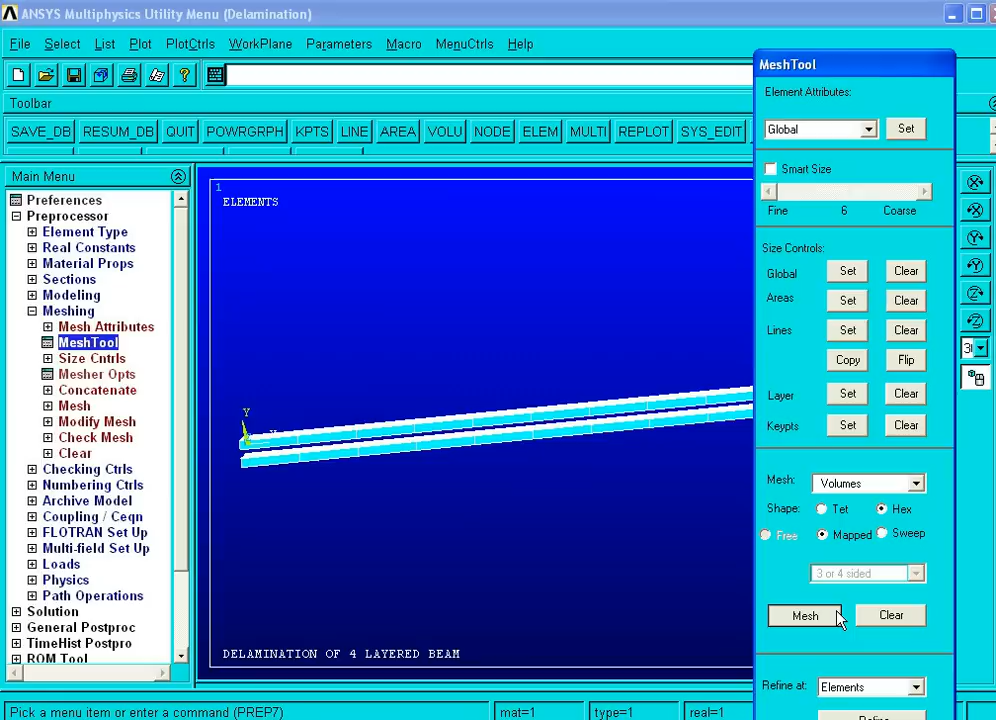 ANSYS Multiphysics Utility Menu (Delamination)
File Select List Plot PlotCtrls WorkPlane Parameters Macro MenuCtrls Help
Toolbar
SAVE_DB RESUM_DB QUIT POWRGRPH KPTS LINE AREA VOLU NODE ELEM MULTI REPLOT SYS_EDIT
Main Menu
Preferences
Preprocessor
Element Type
Real Constants
Material Props
Sections
Modeling
Meshing
Mesh Attributes
MeshTool
Size Cntrls
Mesher Opts
Concatenate
Mesh
Modify Mesh
Check Mesh
Clear
Checking Ctrls
Numbering Ctrls
Archive Model
Coupling / Ceqn
FLOTRAN Set Up
Multi-field Set Up
Loads
Physics
Path Operations
Solution
General Postproc
TimeHist Postpro
ROM Tool
1
ELEMENTS
Y
X
DELAMINATION OF 4 LAYERED BEAM
MeshTool
Element Attributes:
Global Set
Smart Size
Fine 6 Coarse
Size Controls:
Global Set Clear
Areas Set Clear
Lines Set Clear
Copy Flip
Layer Set Clear
Keypts Set Clear
Mesh: Volumes
Shape: Tet Hex
Free Mapped Sweep
3 or 4 sided
Mesh Clear
Refine at: Elements
Refine
Pick a menu item or enter a command (PREP7) mat=1 type=1 real=1